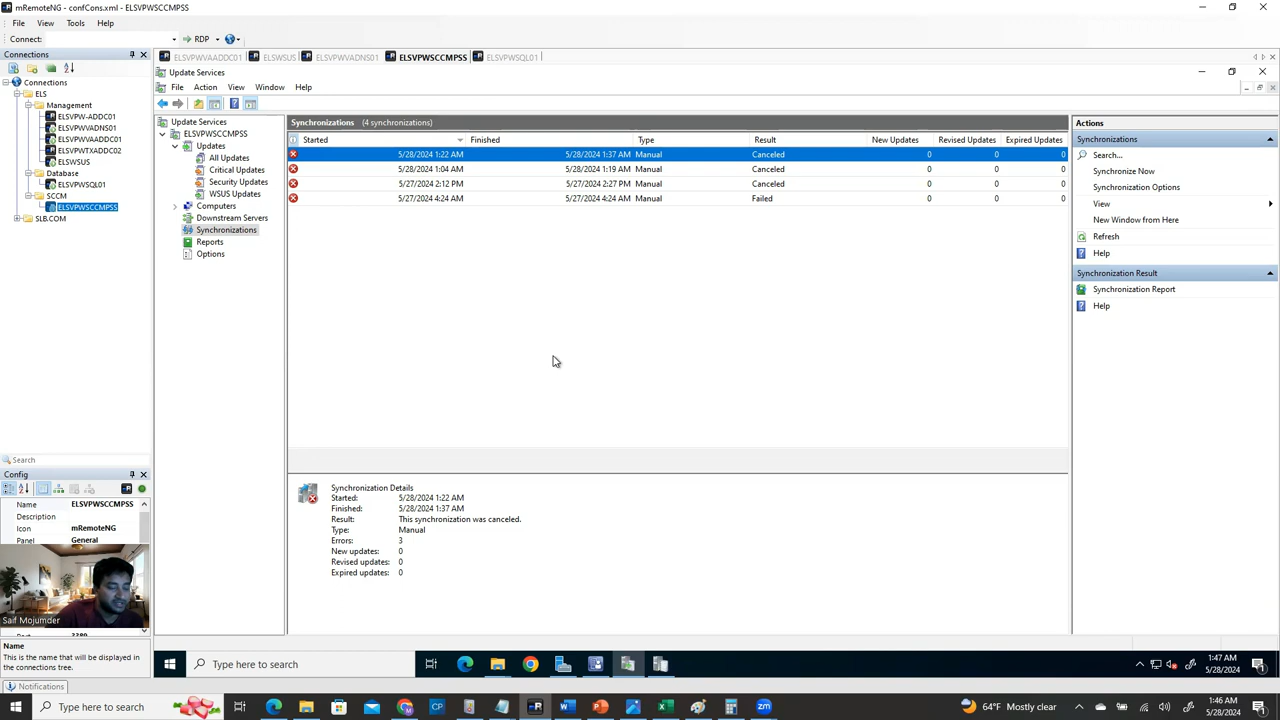 mRemoteNG - confCons.xml - ELSVPWSCCMPSS
File View Tools Help
Connect: RDP
Connections
Connections
ELS
Management
ELSVPW-ADDC01
ELSVPWVADNS01
ELSVPWVAADDC01
ELSVPWTXADDC02
ELSWSUS
Database
ELSVPWSQL01
SCCM
ELSVPWSCCMPSS
SLB.COM
Search
Config
Name ELSVPWSCCMPSS
Description
Icon mRemoteNG
Panel General
Saif Mojumder
Port 3389
Name
This is the name that will be displayed in the connections tree.
Notifications
ELSVPWVAADDC01 ELSWSUS ELSVPWVADNS01 ELSVPWSCCMPSS ELSVPWSQL01
Update Services
File Action View Window Help
Update Services
ELSVPWSCCMPSS
Updates
All Updates
Critical Updates
Security Updates
WSUS Updates
Computers
Downstream Servers
Synchronizations
Reports
Options
Synchronizations (4 synchronizations)
Started Finished Type Result New Updates Revised Updates Expired Updates
5/28/2024 1:22 AM 5/28/2024 1:37 AM Manual Canceled 0 0 0
5/28/2024 1:04 AM 5/28/2024 1:19 AM Manual Canceled 0 0 0
5/27/2024 2:12 PM 5/27/2024 2:27 PM Manual Canceled 0 0 0
5/27/2024 4:24 AM 5/27/2024 4:24 AM Manual Failed 0 0 0
Synchronization Details
Started: 5/28/2024 1:22 AM
Finished: 5/28/2024 1:37 AM
Result: This synchronization was canceled.
Type: Manual
Errors: 3
New updates: 0
Revised updates: 0
Expired updates: 0
Actions
Synchronizations
Search...
Synchronize Now
Synchronization Options
View
New Window from Here
Refresh
Help
Synchronization Result
Synchronization Report
Help
Type here to search
1:47 AM
5/28/2024
Type here to search
64°F Mostly clear
1:46 AM
5/28/2024